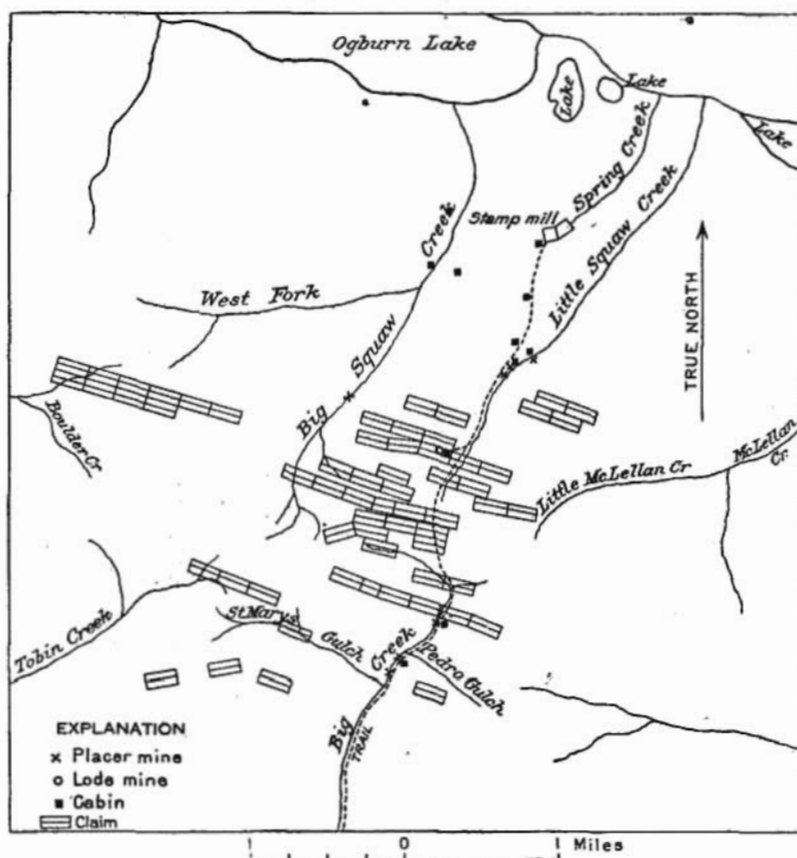 Ogburn Lake
Lake
Lake
Lake
Spring Creek
Stamp mill
Creek
Little Squaw Creek
West Fork
Squaw
Big
TRUE NORTH
Boulder Cr
McLellan
Cr.
Little McLellan Cr
Tobin Creek
St Marys
Gulch
Creek
Pedro Gulch
Big
TRAIL
EXPLANATION
x Placer mine
o Lode mine
Cabin
Claim
1 0 1 Miles